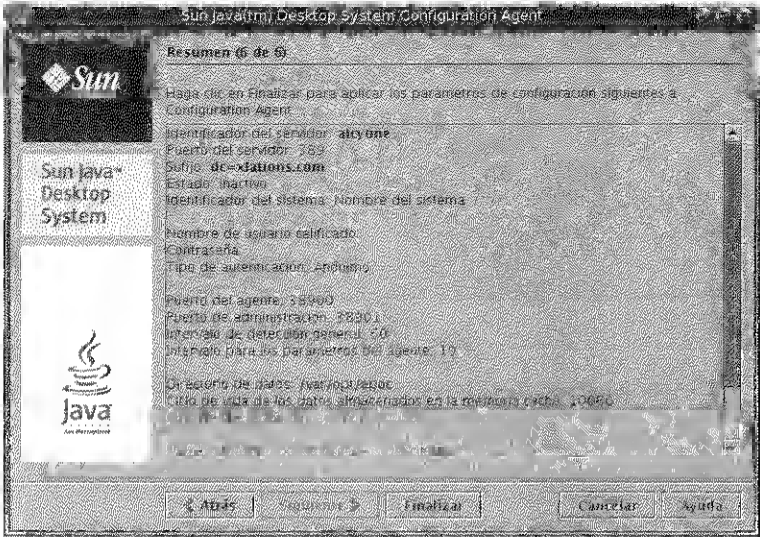 Sun Java(tm) Desktop System Configuration Agent
Sun
Sun Java™
Desktop
System
Java
Resumen (6 de 6)
Haga clic en Finalizar para aplicar los parámetros de configuración siguientes a
Configuration Agent
Identificador del servidor: alcyone
Puerto del servidor: 389
Sufijo: dc=xlations.com
Estado: Inactivo
Identificador del sistema: Nombre del sistema
Nombre de usuario calificado
Contraseña
Tipo de autenticación: Anónimo
Puerto del agente: 38900
Puerto de administración: 38901
Intervalo de detección general:
Intervalo para los parámetros del agente: 10
Directorio de datos: /var/opt/apoc
Ciclo de vida de los datos almacenados en la memoria caché: 10080
Atrás
Siguiente
Finalizar
Cancelar
Ayuda